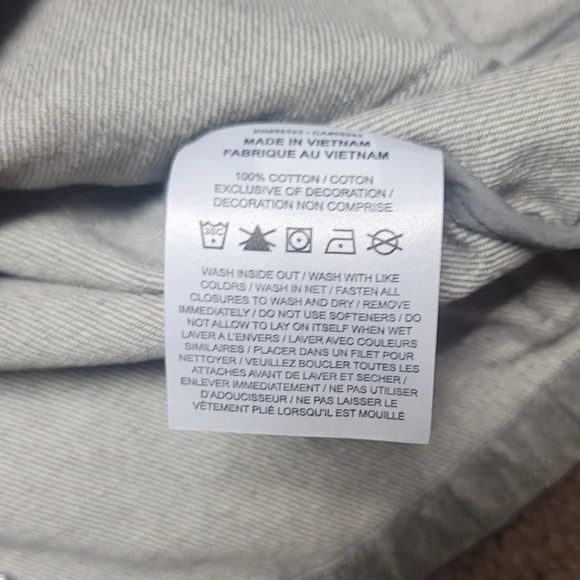 MADE IN VIETNAM
FABRIQUE AU VIETNAM
100% COTTON / COTON
EXCLUSIVE OF DECORATION /
DECORATION NON COMPRISE
30C
WASH INSIDE OUT / WASH WITH LIKE
COLORS / WASH IN NET / FASTEN ALL
CLOSURES TO WASH AND DRY / REMOVE
IMMEDIATELY / DO NOT USE SOFTENERS / DO
NOT ALLOW TO LAY ON ITSELF WHEN WET
LAVER A L'ENVERS / LAVER AVEC COULEURS
SIMILAIRES / PLACER DANS UN FILET POUR
NETTOYER / VEUILLEZ BOUCLER TOUTES LES
ATTACHES AVANT DE LAVER ET SECHER /
ENLEVER IMMEDIATEMENT / NE PAS UTILISER
D'ADOUCISSEUR / NE PAS LAISSER LE
VÊTEMENT PLIÉ LORSQU'IL EST MOUILLÉ